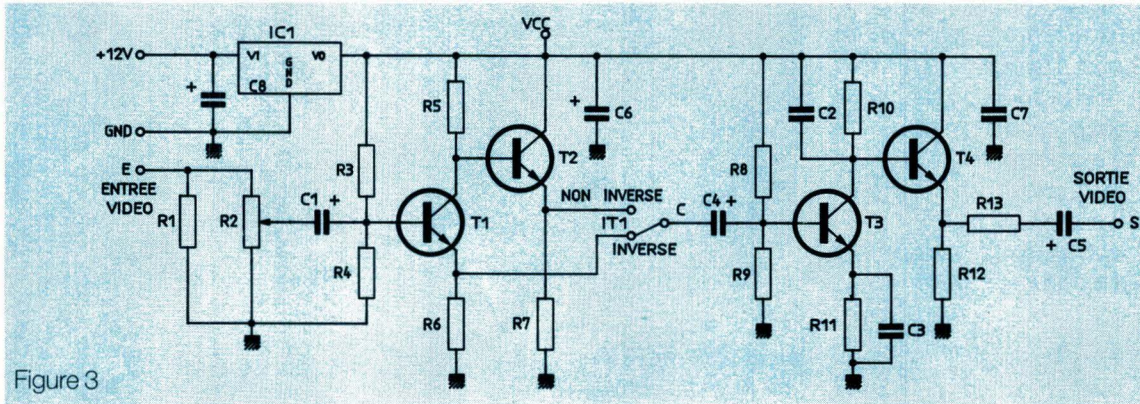 VCC
IC1
+12V
VI
GND
VO
C8
+
GND
E
ENTREE
VIDEO
R1
R2
C1
+
R3
R4
R5
T1
R6
T2
R7
+
C6
NON INVERSE
IT1
INVERSE
C
C4
+
R8
R9
C2
R10
T3
R11
C3
T4
C7
R13
R12
+
C5
SORTIE
VIDEO
S
Figure 3